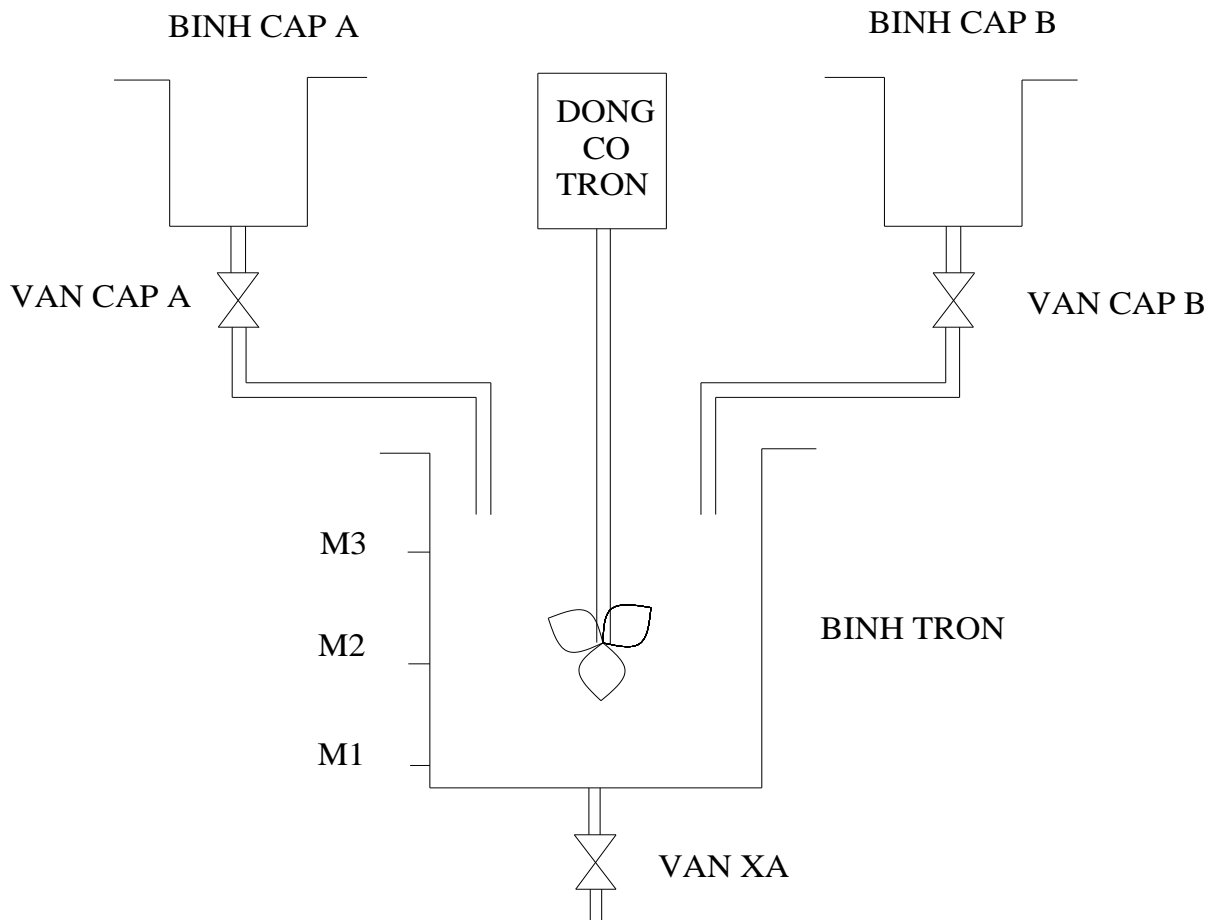 BINH CAP A
BINH CAP B
DONG
CO
TRON
VAN CAP A
VAN CAP B
M3
M2
BINH TRON
M1
VAN XA